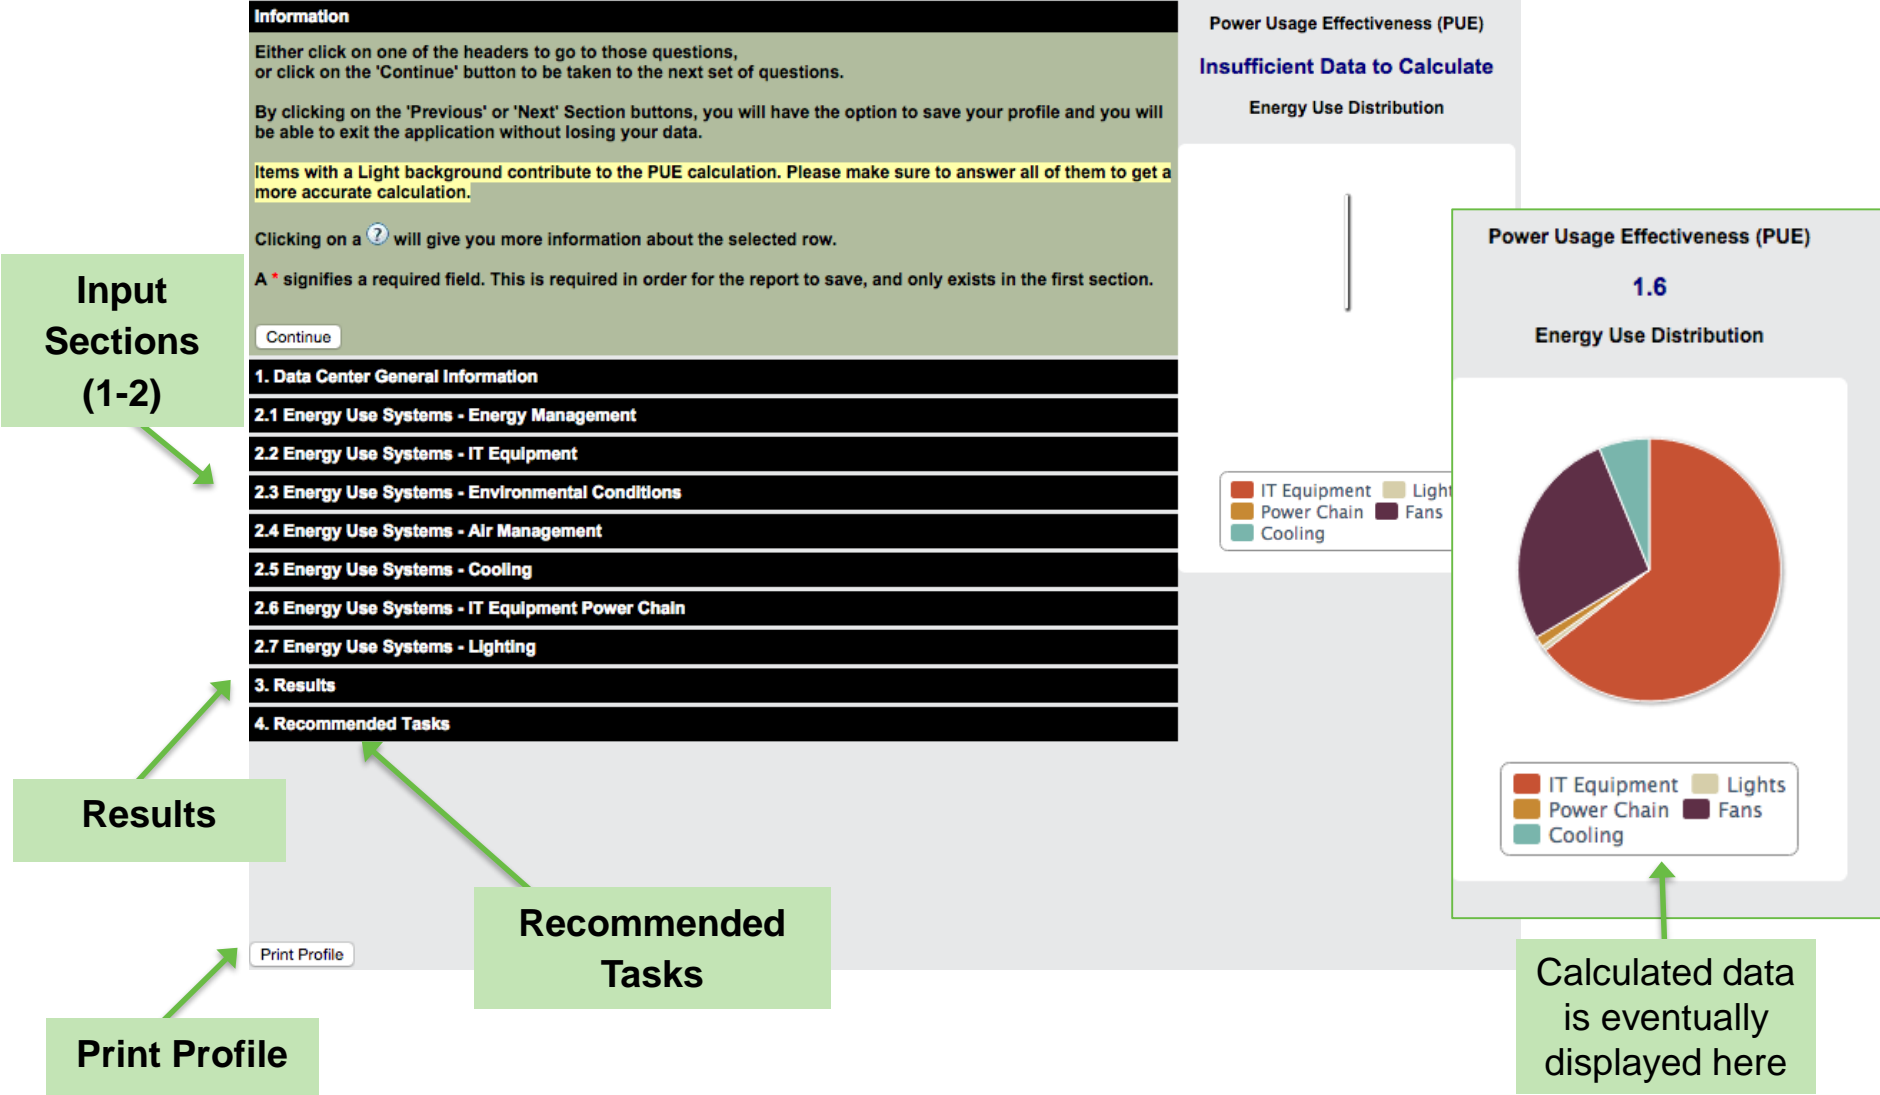 Information
Either click on one of the headers to go to those questions,
or click on the 'Continue' button to be taken to the next set of questions.
By clicking on the 'Previous' or 'Next' Section buttons, you will have the option to save your profile and you will
be able to exit the application without losing your data.
Items with a Light background contribute to the PUE calculation. Please make sure to answer all of them to get a
more accurate calculation.
Clicking on a ? will give you more information about the selected row.
A * signifies a required field. This is required in order for the report to save, and only exists in the first section.
Continue
1. Data Center General Information
2.1 Energy Use Systems - Energy Management
2.2 Energy Use Systems - IT Equipment
2.3 Energy Use Systems - Environmental Conditions
2.4 Energy Use Systems - Air Management
2.5 Energy Use Systems - Cooling
2.6 Energy Use Systems - IT Equipment Power Chain
2.7 Energy Use Systems - Lighting
3. Results
4. Recommended Tasks
Print Profile
Power Usage Effectiveness (PUE)
Insufficient Data to Calculate
Energy Use Distribution
IT Equipment Ligh
Power Chain Fans
Cooling
Power Usage Effectiveness (PUE)
1.6
Energy Use Distribution
IT Equipment Lights
Power Chain Fans
Cooling
Input
Sections
(1-2)
Results
Recommended
Tasks
Print Profile
Calculated data
is eventually
displayed here